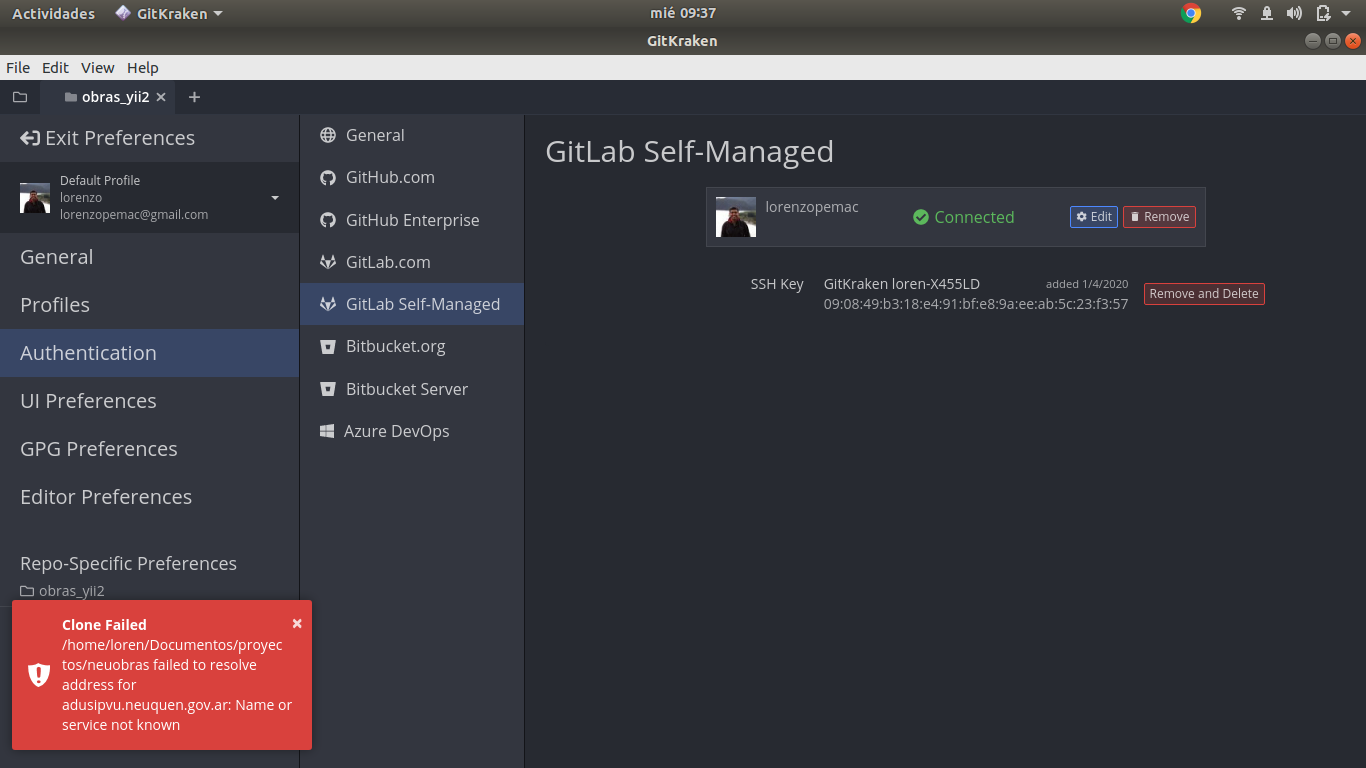 Actividades GitKraken mié 09:37
GitKraken
File Edit View Help
obras_yii2
Exit Preferences
Default Profile
lorenzo
lorenzopemac@gmail.com
General
Profiles
Authentication
UI Preferences
GPG Preferences
Editor Preferences
Repo-Specific Preferences
obras_yii2
Clone Failed
/home/loren/Documentos/proyec
tos/neuobras failed to resolve
address for
adusipvu.neuquen.gov.ar: Name or
service not known
General
GitHub.com
GitHub Enterprise
GitLab.com
GitLab Self-Managed
Bitbucket.org
Bitbucket Server
Azure DevOps
GitLab Self-Managed
lorenzopemac Connected Edit Remove
SSH Key GitKraken loren-X455LD added 1/4/2020 Remove and Delete
09:08:49:b3:18:e4:91:bf:e8:9a:ee:ab:5c:23:f3:57